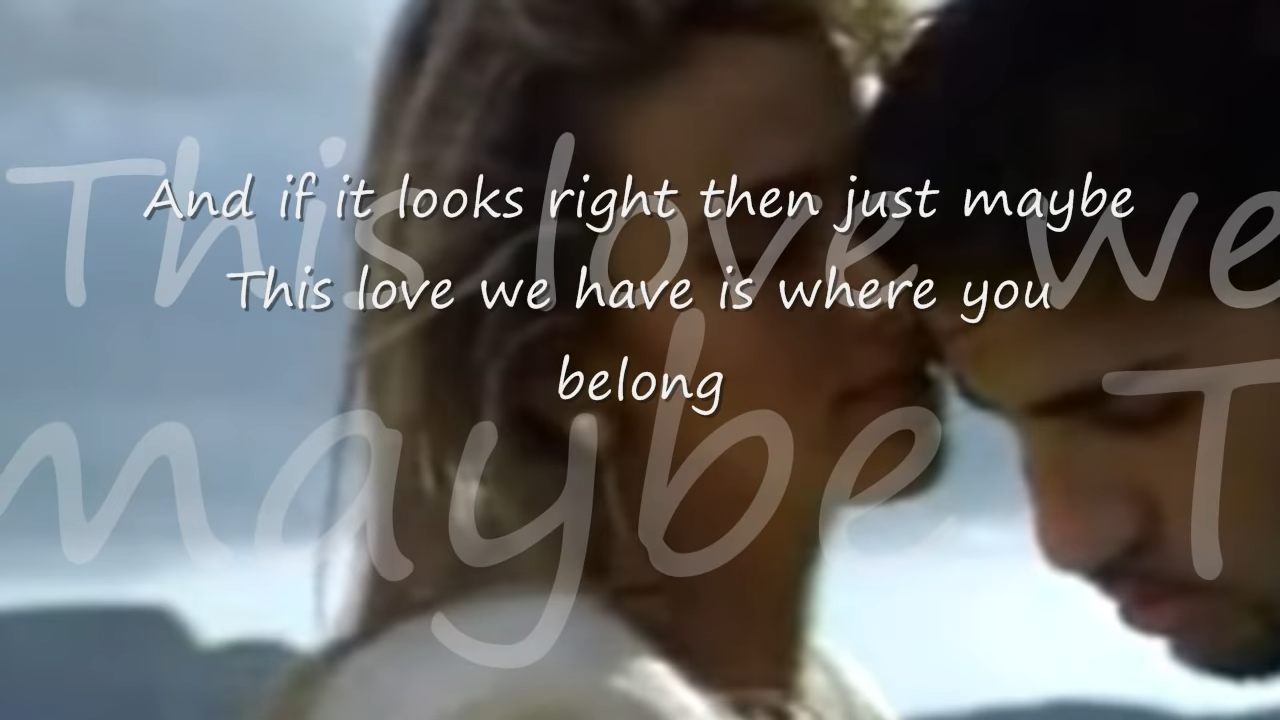 And if it looks right then just maybe
This love we have is where you
belong
This love we
maybe T